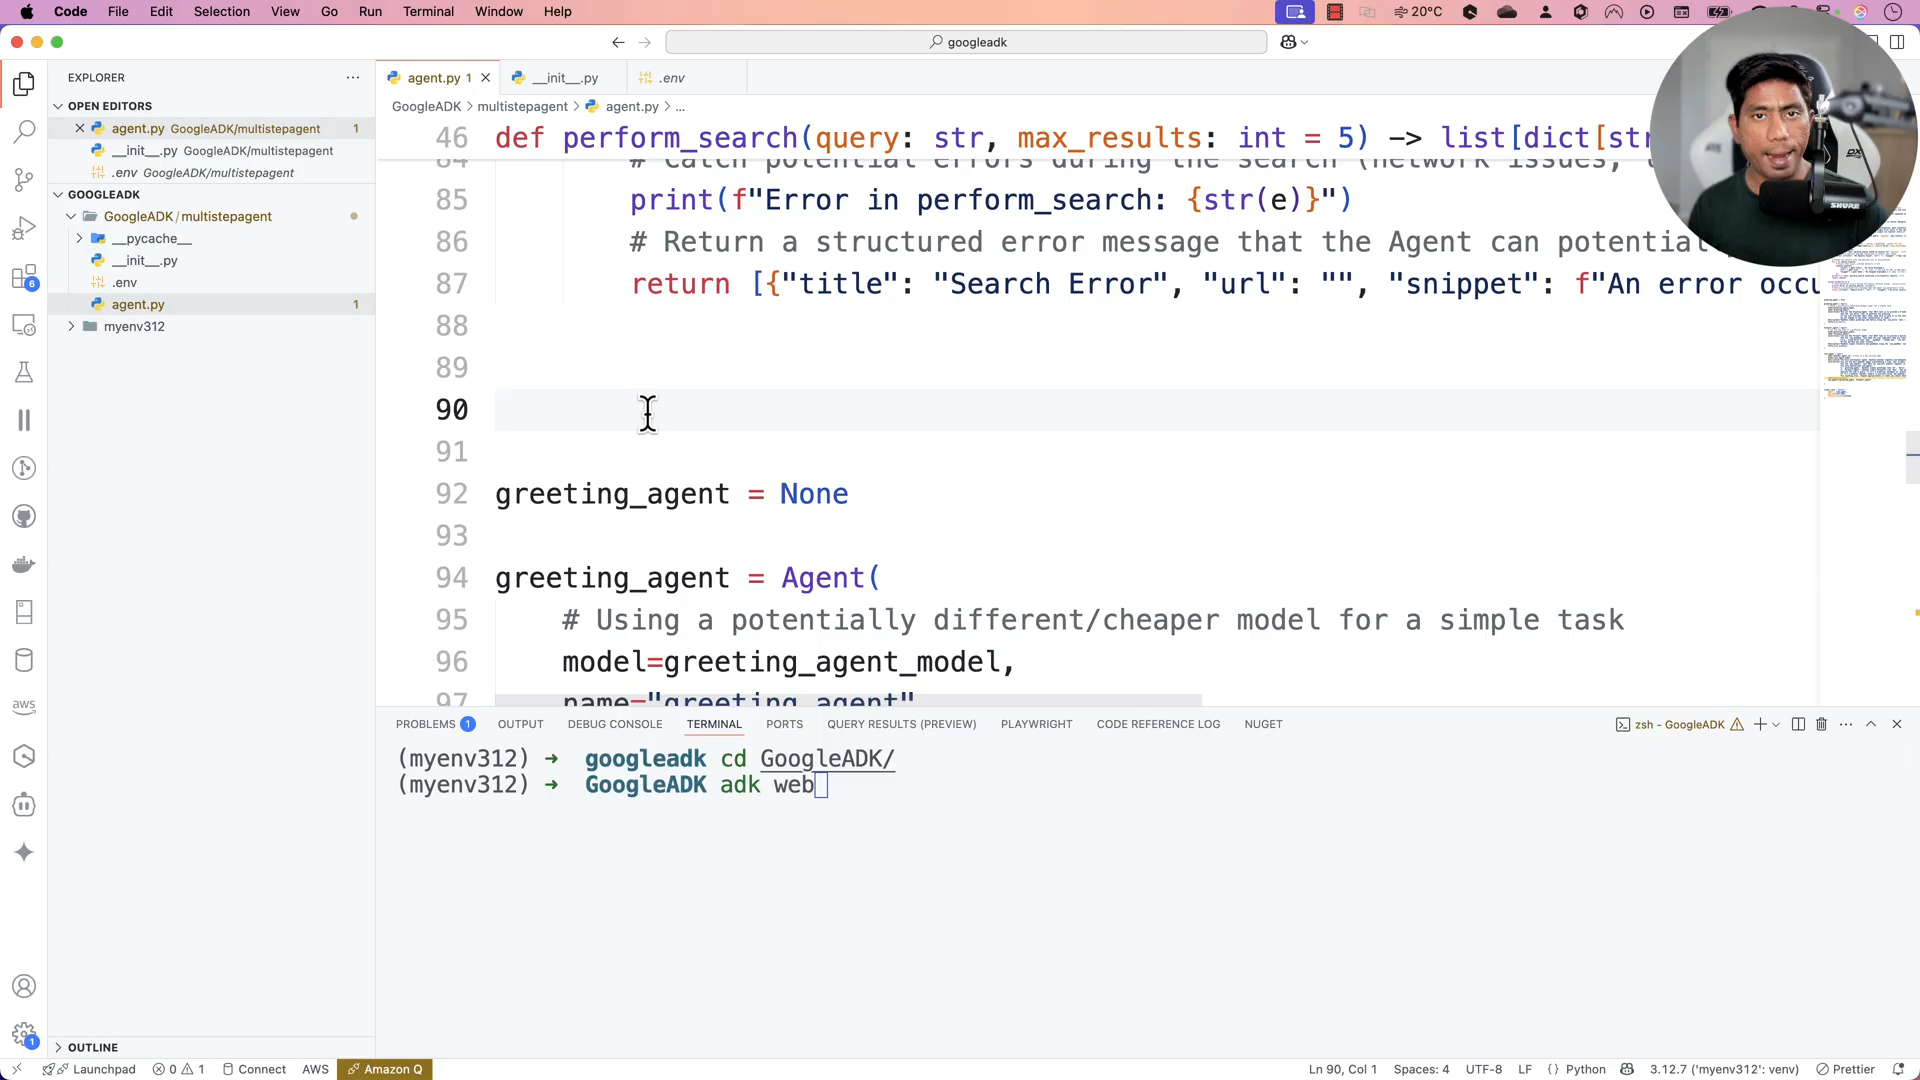 Code File Edit Selection View Go Run Terminal Window Help
20°C
googleadk
EXPLORER
OPEN EDITORS
agent.py GoogleADK/multistepagent 1
__init__.py GoogleADK/multistepagent
.env GoogleADK/multistepagent
GOOGLEADK
GoogleADK / multistepagent
__pycache__
__init__.py
.env
agent.py 1
myenv312
OUTLINE
agent.py 1
__init__.py
.env
GoogleADK > multistepagent > agent.py > ...
46 def perform_search(query: str, max_results: int = 5) -> list[dict[str
# Catch potential errors during the search (network issues,
85 print(f"Error in perform_search: {str(e)}")
86 # Return a structured error message that the Agent can potential
87 return [{"title": "Search Error", "url": "", "snippet": f"An error occu
88
89
90
91
92 greeting_agent = None
93
94 greeting_agent = Agent(
95 # Using a potentially different/cheaper model for a simple task
96 model=greeting_agent_model,
97 name="greeting_agent"
PROBLEMS 1 OUTPUT DEBUG CONSOLE TERMINAL PORTS QUERY RESULTS (PREVIEW) PLAYWRIGHT CODE REFERENCE LOG NUGET
zsh - GoogleADK
(myenv312) ➜ googleadk cd GoogleADK/
(myenv312) ➜ GoogleADK adk web
aws
6
1
Launchpad 0 1 Connect AWS Amazon Q
Ln 90, Col 1 Spaces: 4 UTF-8 LF {} Python 3.12.7 ('myenv312': venv) Prettier
SHURE